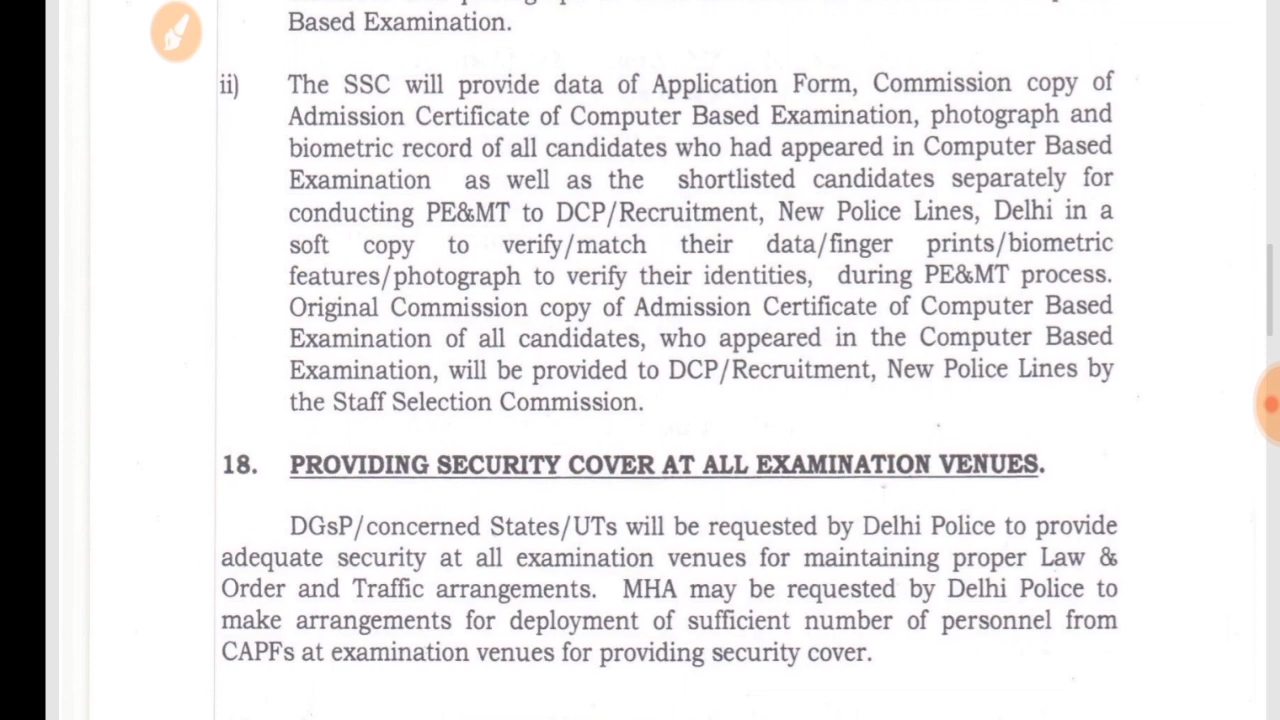 Based Examination.
ii) The SSC will provide data of Application Form, Commission copy of
Admission Certificate of Computer Based Examination, photograph and
biometric record of all candidates who had appeared in Computer Based
Examination as well as the shortlisted candidates separately for
conducting PE&MT to DCP/Recruitment, New Police Lines, Delhi in a
soft copy to verify/match their data/finger prints/biometric
features/photograph to verify their identities, during PE&MT process.
Original Commission copy of Admission Certificate of Computer Based
Examination of all candidates, who appeared in the Computer Based
Examination, will be provided to DCP/Recruitment, New Police Lines by
the Staff Selection Commission.
18. PROVIDING SECURITY COVER AT ALL EXAMINATION VENUES.
DGsP/concerned States/UTs will be requested by Delhi Police to provide
adequate security at all examination venues for maintaining proper Law &
Order and Traffic arrangements. MHA may be requested by Delhi Police to
make arrangements for deployment of sufficient number of personnel from
CAPFs at examination venues for providing security cover.